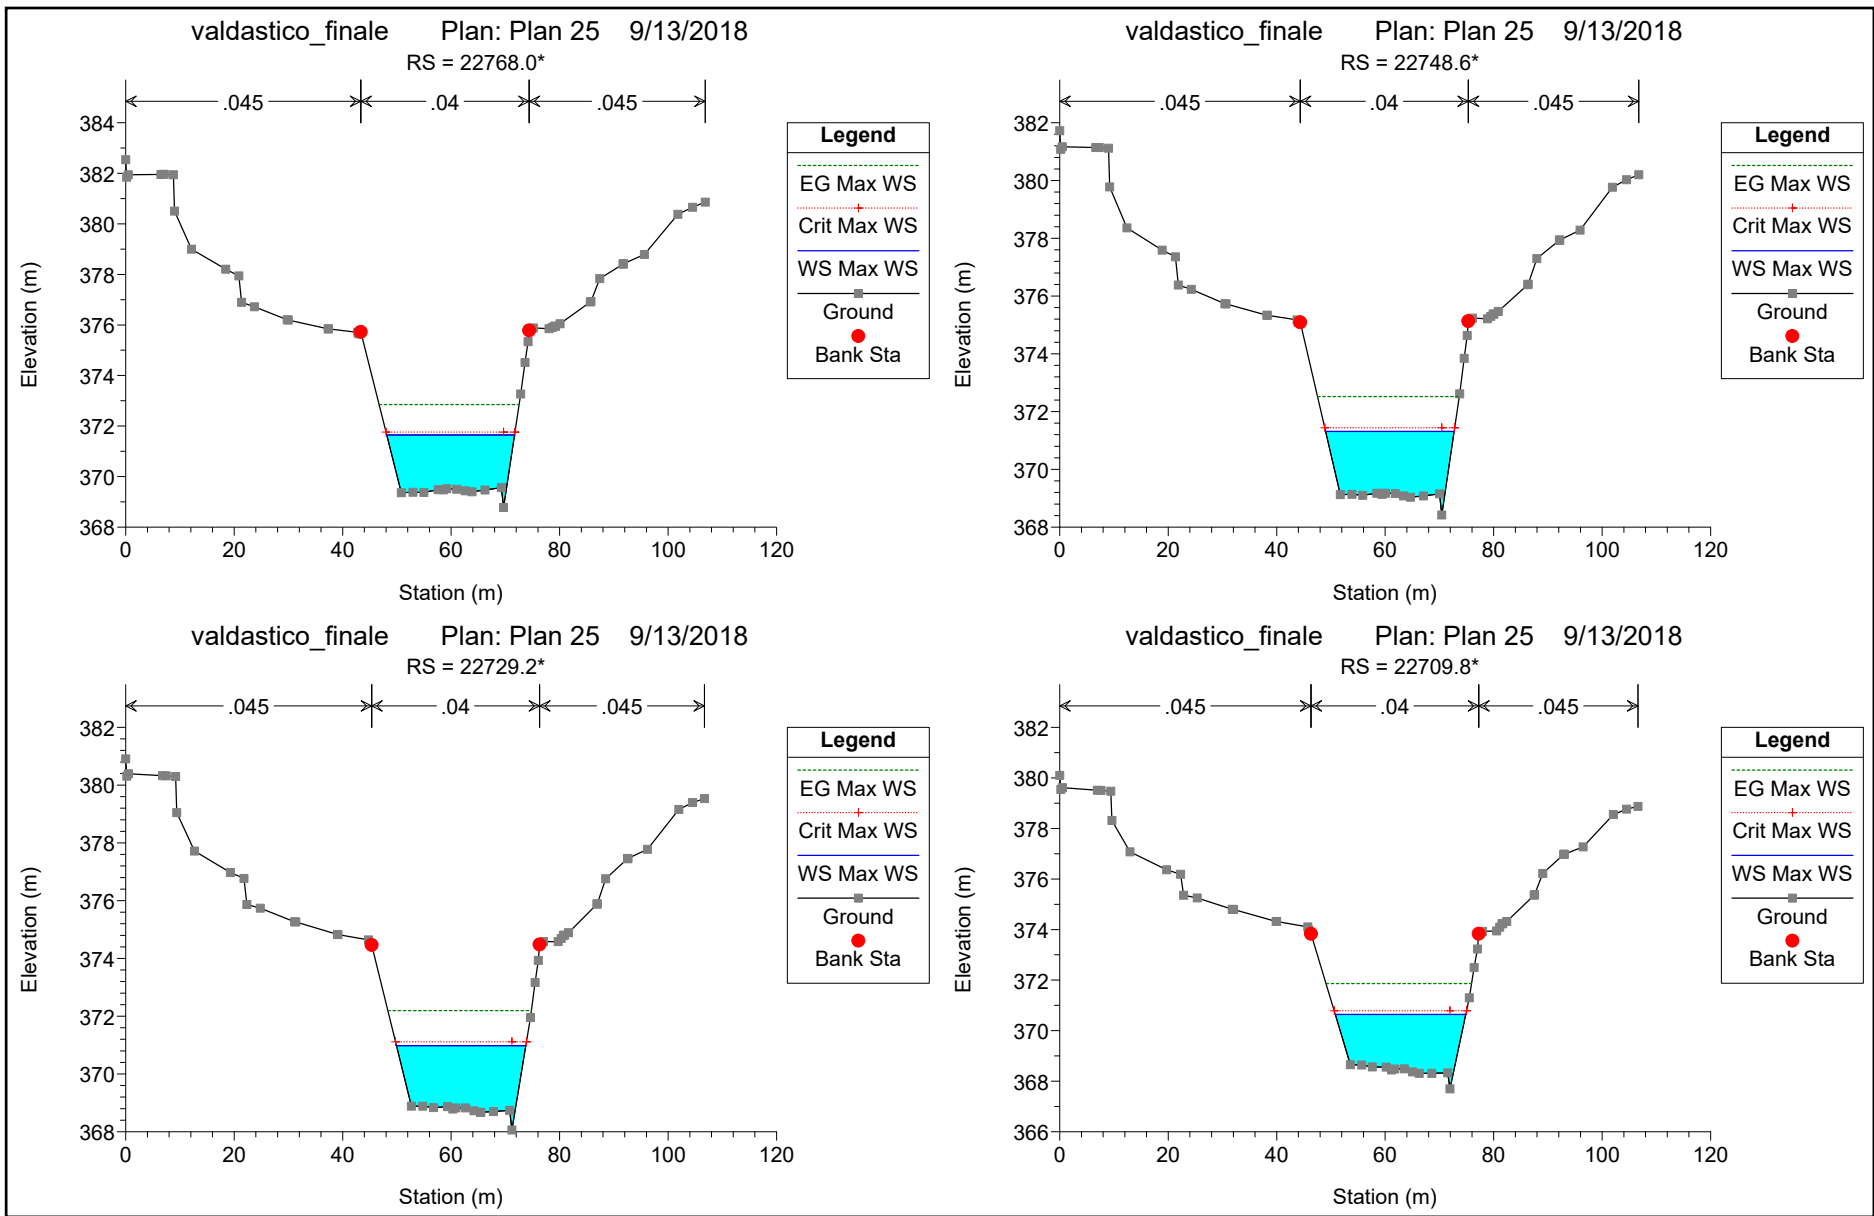 valdastico_finale Plan: Plan 25 9/13/2018
RS = 22768.0*
.045 .04 .045
384
382
380
378
376
374
372
370
368
0 20 40 60 80 100 120
Elevation (m)
Station (m)
Legend
EG Max WS
Crit Max WS
WS Max WS
Ground
Bank Sta
valdastico_finale Plan: Plan 25 9/13/2018
RS = 22748.6*
.045 .04 .045
382
380
378
376
374
372
370
368
0 20 40 60 80 100 120
Elevation (m)
Station (m)
Legend
EG Max WS
Crit Max WS
WS Max WS
Ground
Bank Sta
valdastico_finale Plan: Plan 25 9/13/2018
RS = 22729.2*
.045 .04 .045
382
380
378
376
374
372
370
368
0 20 40 60 80 100 120
Elevation (m)
Station (m)
Legend
EG Max WS
Crit Max WS
WS Max WS
Ground
Bank Sta
valdastico_finale Plan: Plan 25 9/13/2018
RS = 22709.8*
.045 .04 .045
382
380
378
376
374
372
370
368
366
0 20 40 60 80 100 120
Elevation (m)
Station (m)
Legend
EG Max WS
Crit Max WS
WS Max WS
Ground
Bank Sta